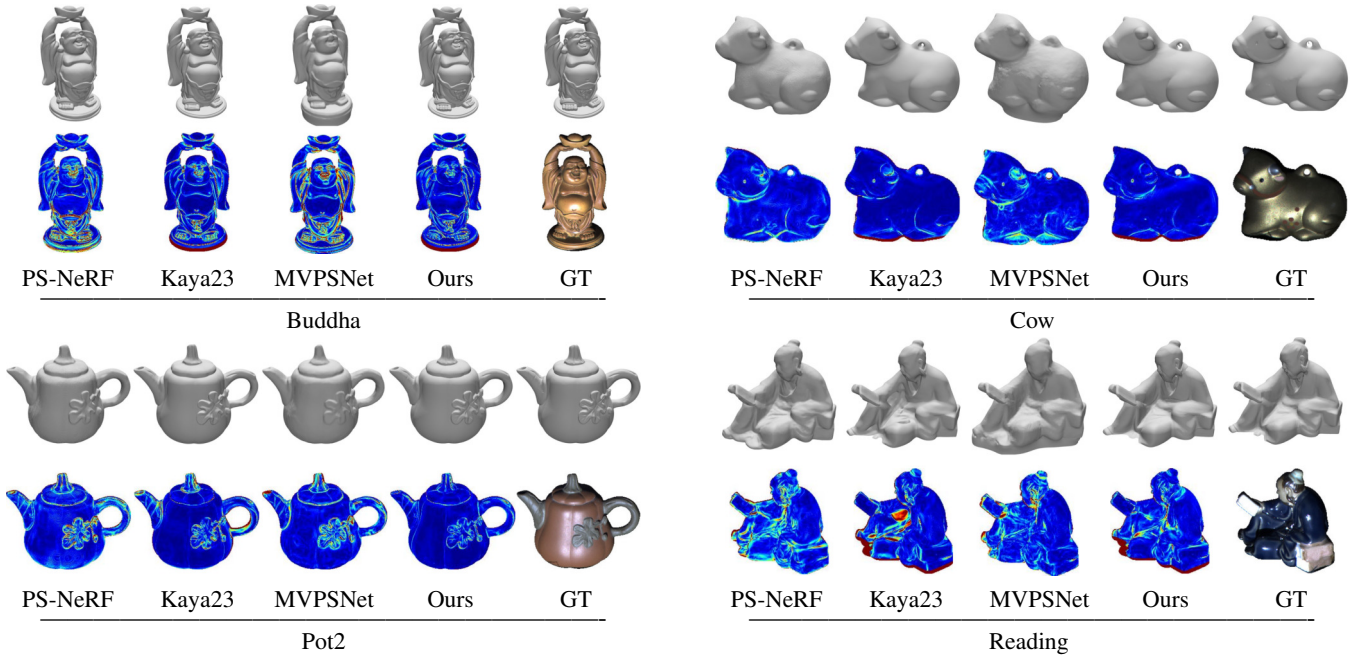 PS-NeRF Kaya23 MVPSNet Ours GT
Buddha
PS-NeRF Kaya23 MVPSNet Ours GT
Cow
PS-NeRF Kaya23 MVPSNet Ours GT
Pot2
PS-NeRF Kaya23 MVPSNet Ours GT
Reading